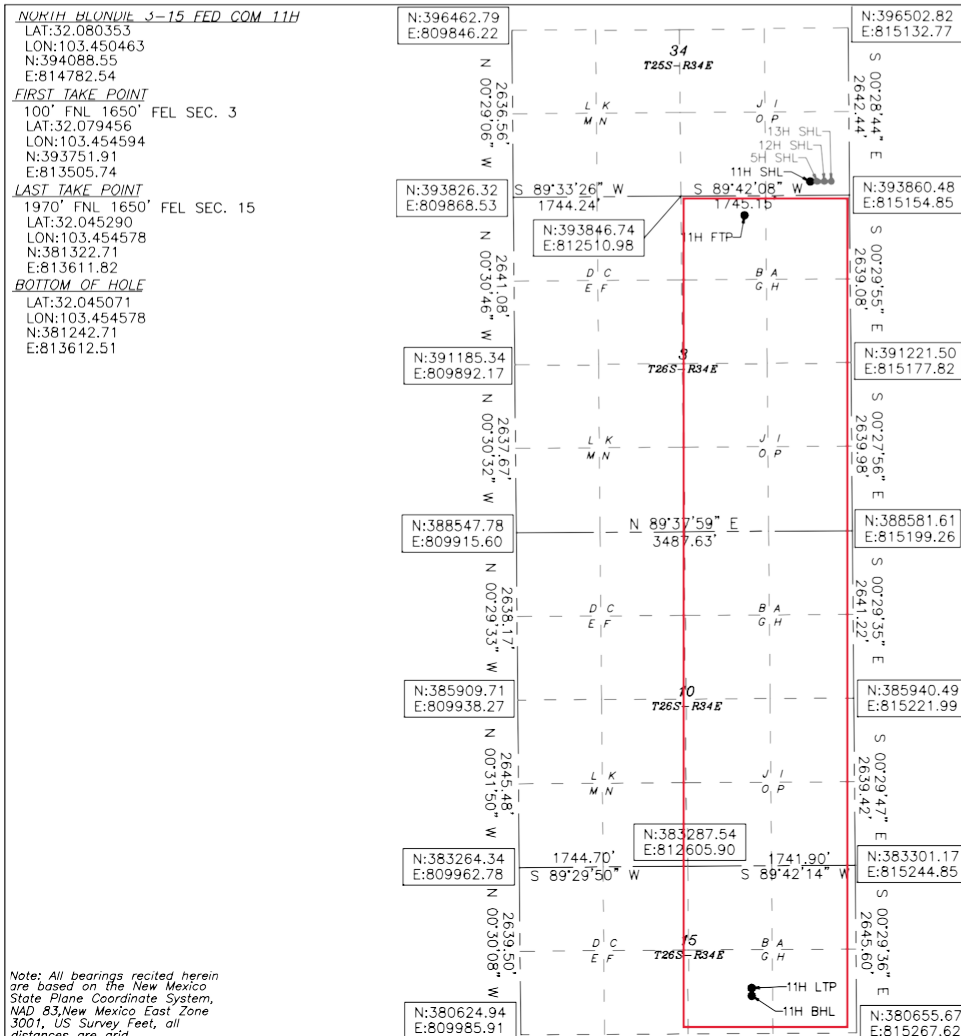 NORTH BLONDIE 3-15 FED COM 11H
LAT:32.080353
LON:103.450463
N:394088.55
E:814782.54
FIRST TAKE POINT
100' FNL 1650' FEL SEC. 3
LAT:32.079456
LON:103.454594
N:393751.91
E:813505.74
LAST TAKE POINT
1970' FNL 1650' FEL SEC. 15
LAT:32.045290
LON:103.454578
N:381322.71
E:813611.82
BOTTOM OF HOLE
LAT:32.045071
LON:103.454578
N:381242.71
E:813612.51
N:396462.79
E:809846.22
N:396502.82
E:815132.77
34
T25S-R34E
N 00°29'06" W
2636.56'
L K
M N
J I
O P
S 00°28'44" E
2642.44'
13H SHL
12H SHL
5H SHL
11H SHL
N:393826.32
E:809868.53
S 89°33'26" W
1744.24'
S 89°42'08" W
1745.15'
N:393860.48
E:815154.85
N:393846.74
E:812510.98
11H FTP
N 00°30'46" W
2641.08'
D C
E F
B A
G H
S 00°29'55" E
2639.08'
N:391185.34
E:809892.17
3
T26S-R34E
N:391221.50
E:815177.82
N 00°30'32" W
2637.67'
L K
M N
J I
O P
S 00°27'56" E
2639.98'
N:388547.78
E:809915.60
N 89°37'59" E
3487.63'
N:388581.61
E:815199.26
N 00°29'33" W
2638.17'
D C
E F
B A
G H
S 00°29'35" E
2641.22'
N:385909.71
E:809938.27
10
T26S-R34E
N:385940.49
E:815221.99
N 00°31'50" W
2645.48'
L K
M N
J I
O P
S 00°29'47" E
2639.42'
N:383287.54
E:812605.90
N:383264.34
E:809962.78
1744.70'
S 89°29'50" W
1741.90'
S 89°42'14" W
N:383301.17
E:815244.85
N 00°30'08" W
2639.50'
D C
E F
15
T26S-R34E
B A
G H
S 00°29'36" E
2645.60'
11H LTP
11H BHL
N:380624.94
E:809985.91
N:380655.67
E:815267.62
Note: All bearings recited herein
are based on the New Mexico
State Plane Coordinate System,
NAD 83,New Mexico East Zone
3001, US Survey Feet, all
distances are grid